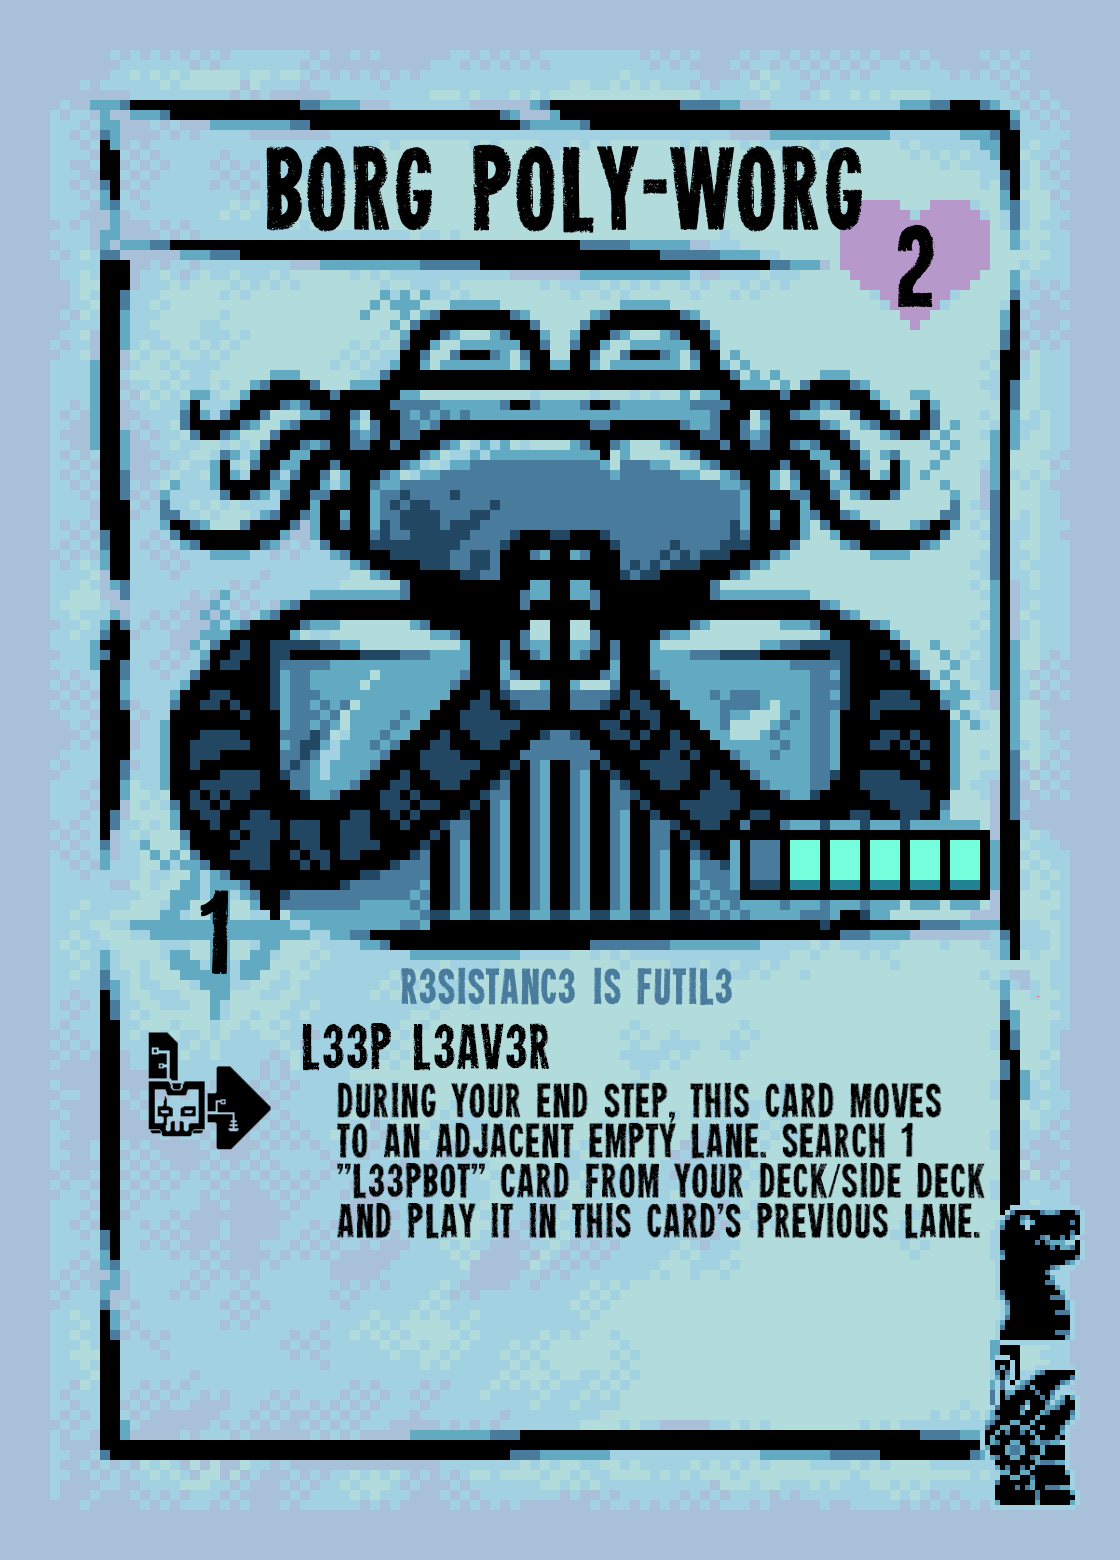 BORG POLY-WORG
2
1
R3SISTANC3 IS FUTIL3
L33P L3AV3R
DURING YOUR END STEP, THIS CARD MOVES
TO AN ADJACENT EMPTY LANE. SEARCH 1
"L33PBOT" CARD FROM YOUR DECK/SIDE DECK
AND PLAY IT IN THIS CARD'S PREVIOUS LANE.